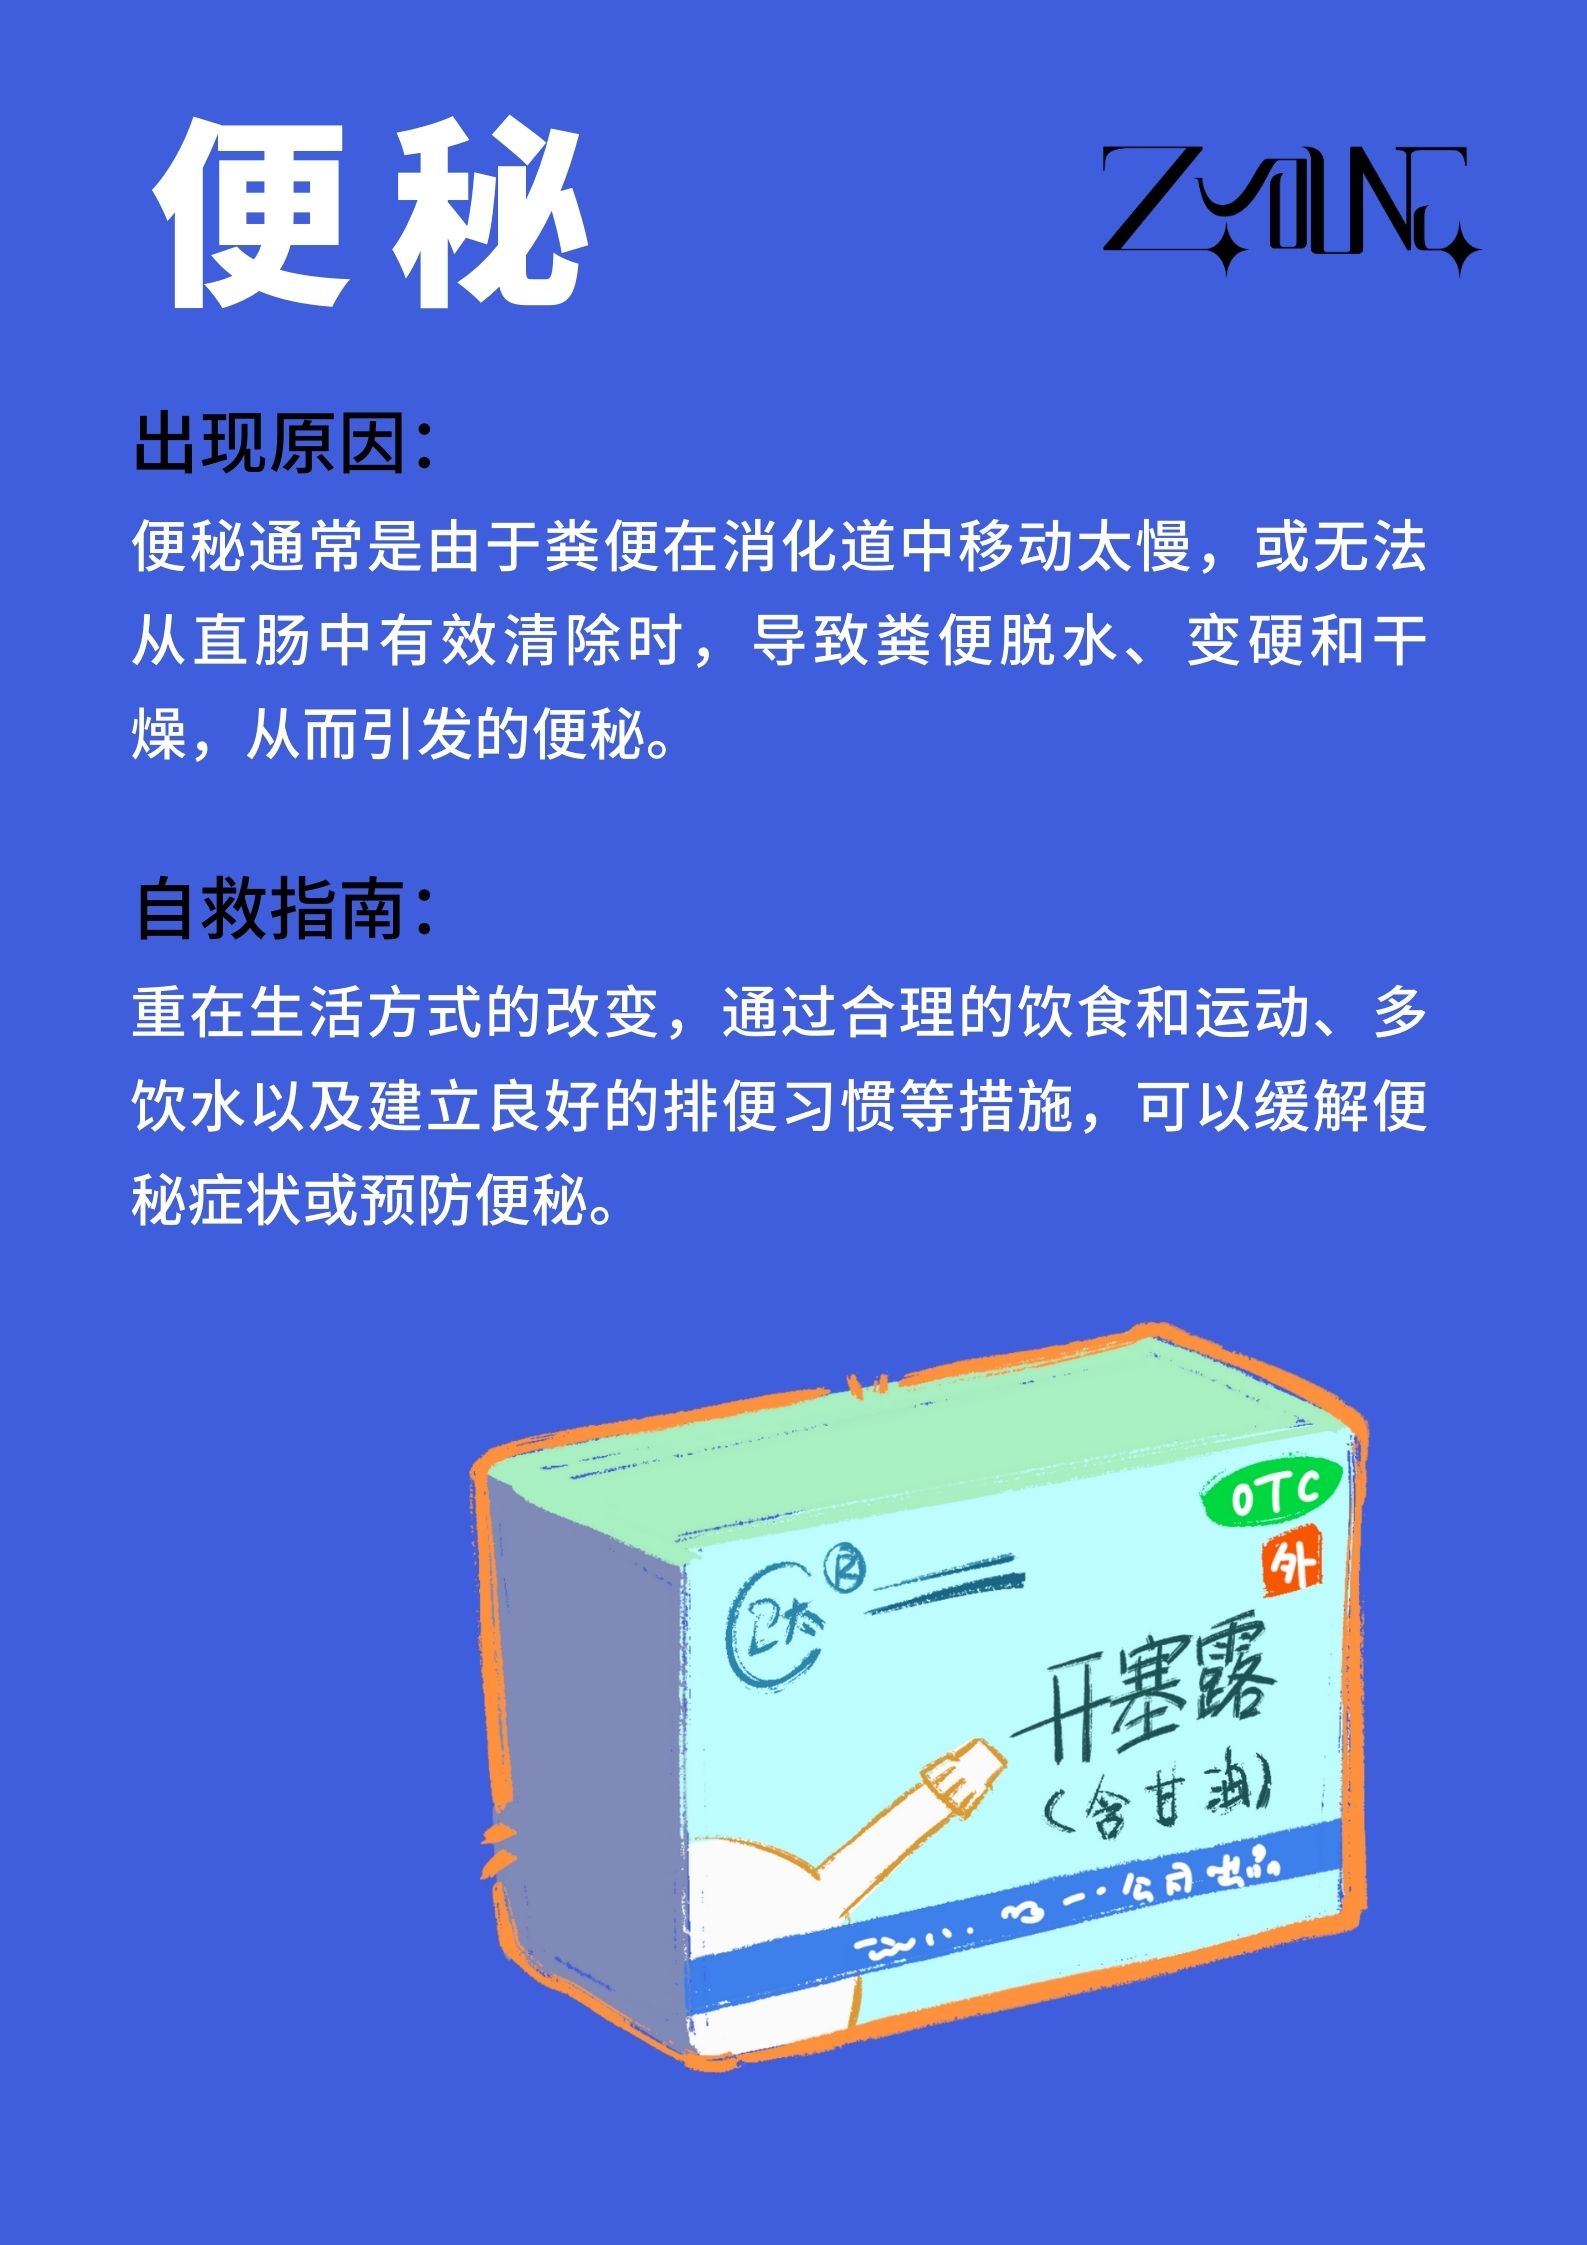 便秘
出现原因：
便秘通常是由于粪便在消化道中移动太慢，或无法
从直肠中有效清除时，导致粪便脱水、变硬和干
燥，从而引发的便秘。
自救指南：
重在生活方式的改变，通过合理的饮食和运动、多
饮水以及建立良好的排便习惯等措施，可以缓解便
秘症状或预防便秘。
OTC
外
®
开塞露
（含甘油）
公司出品